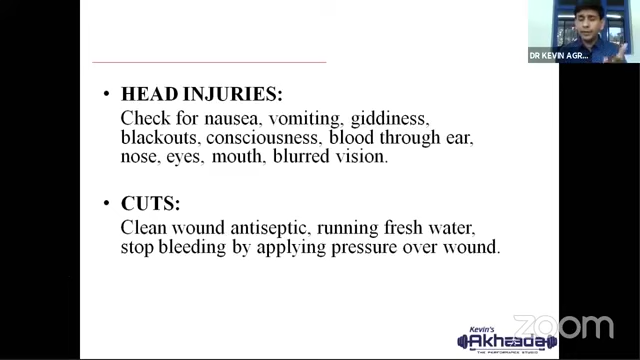 DR KEVIN AGR...
• HEAD INJURIES:
Check for nausea, vomiting, giddiness,
blackouts, consciousness, blood through ear,
nose, eyes, mouth, blurred vision.
• CUTS:
Clean wound antiseptic, running fresh water,
stop bleeding by applying pressure over wound.
Kevin's
Akhaada
THE PERFORMANCE STUDIO
zoom